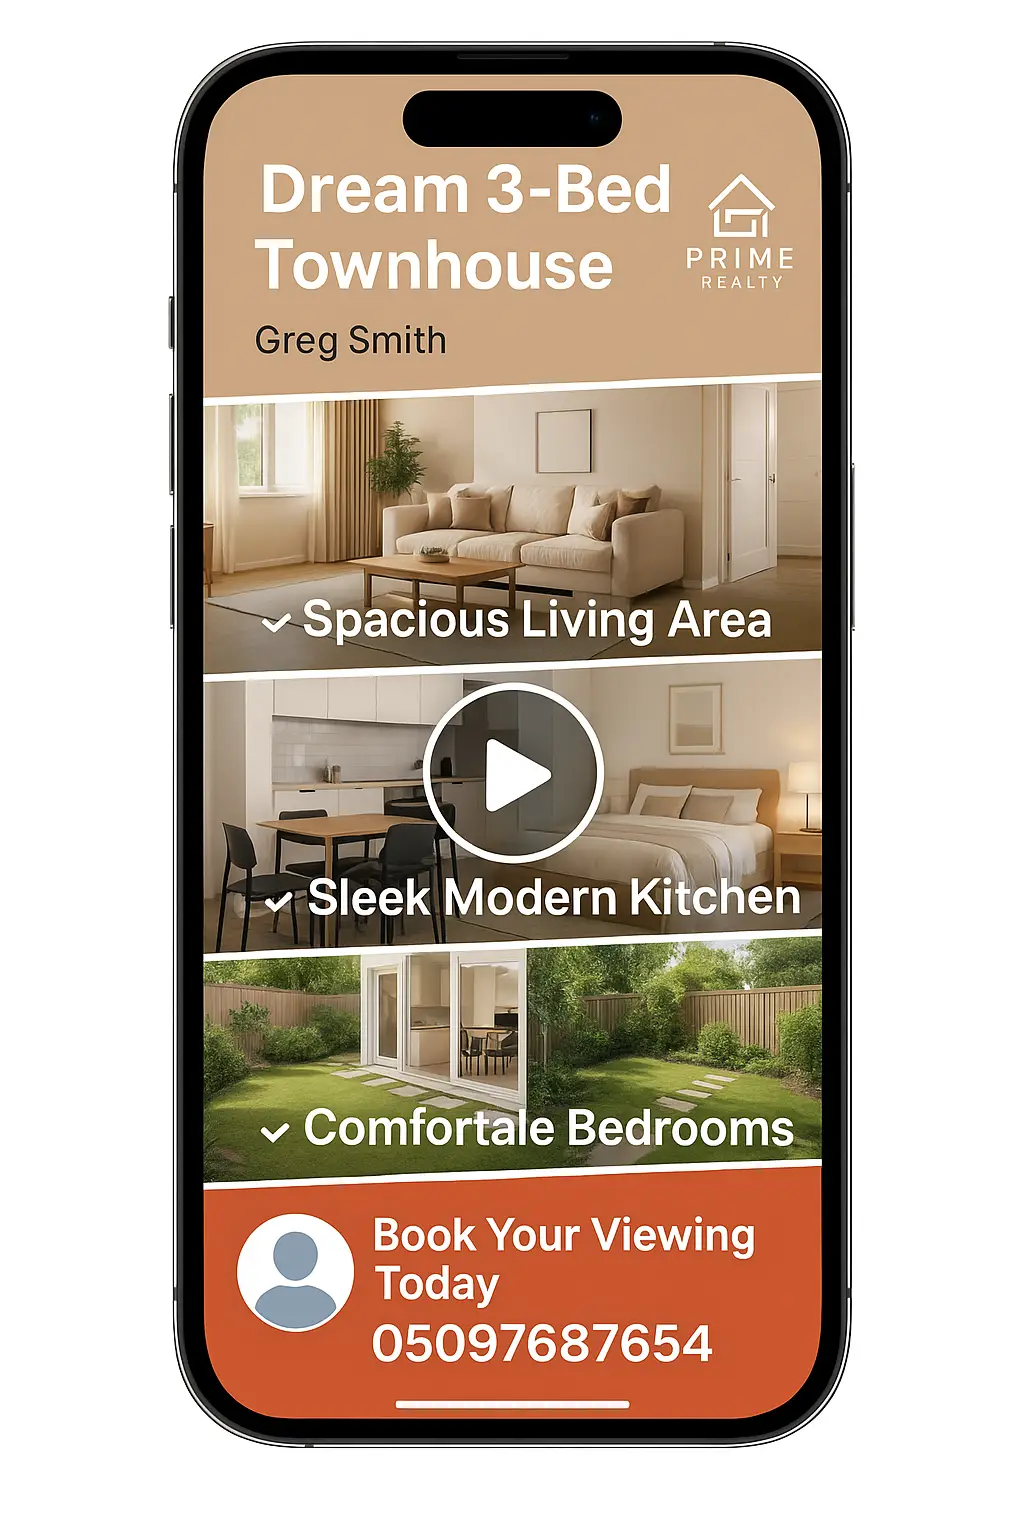 Dream 3-Bed
Townhouse
PRIME
REALTY
Greg Smith
Spacious Living Area
Sleek Modern Kitchen
Comfortale Bedrooms
Book Your Viewing
Today
05097687654